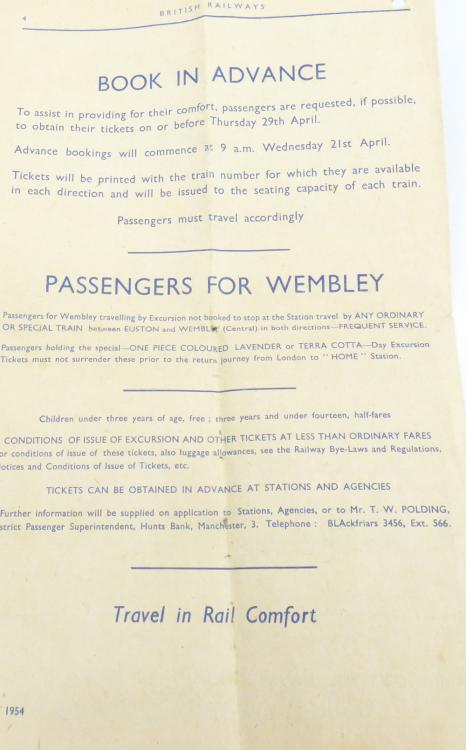 4
BRITISH RAILWAYS
BOOK IN ADVANCE
To assist in providing for their comfort, passengers are requested, if possible,
to obtain their tickets on or before Thursday 29th April.
Advance bookings will commence at 9 a.m. Wednesday 21st April.
Tickets will be printed with the train number for which they are available
in each direction and will be issued to the seating capacity of each train.
Passengers must travel accordingly
PASSENGERS FOR WEMBLEY
Passengers for Wembley travelling by Excursion not booked to stop at the Station travel by ANY ORDINARY
OR SPECIAL TRAIN between EUSTON and WEMBLEY (Central) in both directions—FREQUENT SERVICE.
Passengers holding the special—ONE PIECE COLOURED LAVENDER or TERRA COTTA—Day Excursion
Tickets must not surrender these prior to the return journey from London to "HOME" Station.
Children under three years of age, free ; three years and under fourteen, half-fares
CONDITIONS OF ISSUE OF EXCURSION AND OTHER TICKETS AT LESS THAN ORDINARY FARES
or conditions of issue of these tickets, also luggage allowances, see the Railway Bye-Laws and Regulations,
otices and Conditions of Issue of Tickets, etc.
TICKETS CAN BE OBTAINED IN ADVANCE AT STATIONS AND AGENCIES
Further information will be supplied on application to Stations, Agencies, or to Mr. T. W. POLDING,
strict Passenger Superintendent, Hunts Bank, Manchester, 3. Telephone : BLAckfriars 3456, Ext. 566.
Travel in Rail Comfort
1954